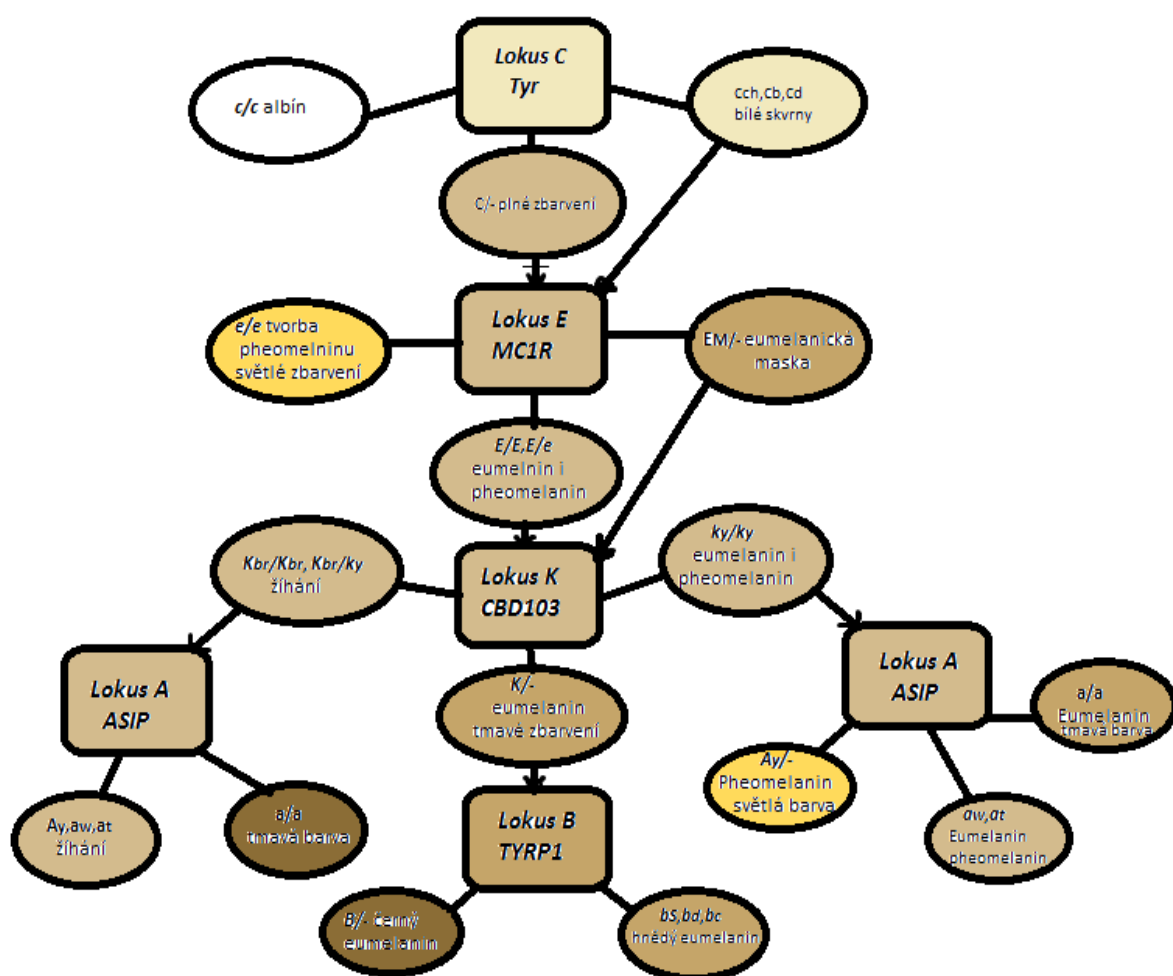 Lokus C
Tyr
c/c albín
Cch,Cb,Cd
bílé skvrny
C/- plné zbarvení
Lokus E
MC1R
e/e tvorba
pheomelninu
světlé zbarvení
EM/- eumelanická
maska
E/E,E/e
eumelnin i
pheomelanin
Kbr/Kbr, Kbr/ky
žíhání
Lokus K
CBD103
ky/ky
eumelanin i
pheomelanin
Lokus A
ASIP
K/-
eumelanin
tmavé zbarvení
Lokus A
ASIP
a/a
Eumelanin
tmavá barva
Ay/-
Pheomelanin
světlá barva
Ay,aw,at
žíhání
a/a
tmavá barva
Lokus B
TYRP1
aw,at
Eumelanin
pheomelanin
B/- černý
eumelanin
bS,bd,bc
hnědý eumelanin